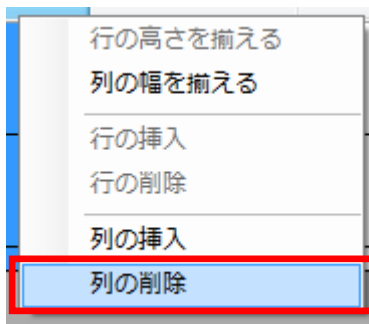 行の高さを揃える
列の幅を揃える
行の挿入
行の削除
列の挿入
列の削除